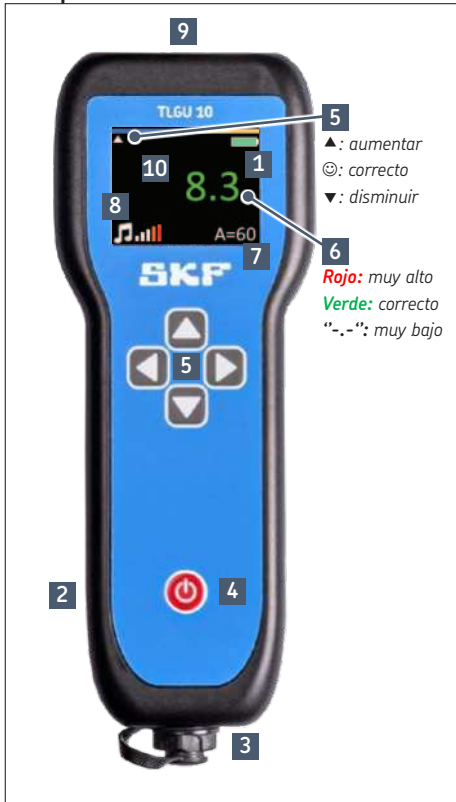 9
TLGU 10
5
▲: aumentar
☺: correcto
▼: disminuir
10
1
8.3
8
A=60
7
6
Rojo: muy alto
Verde: correcto
“-.-”: muy bajo
SKF
5
2
4
3